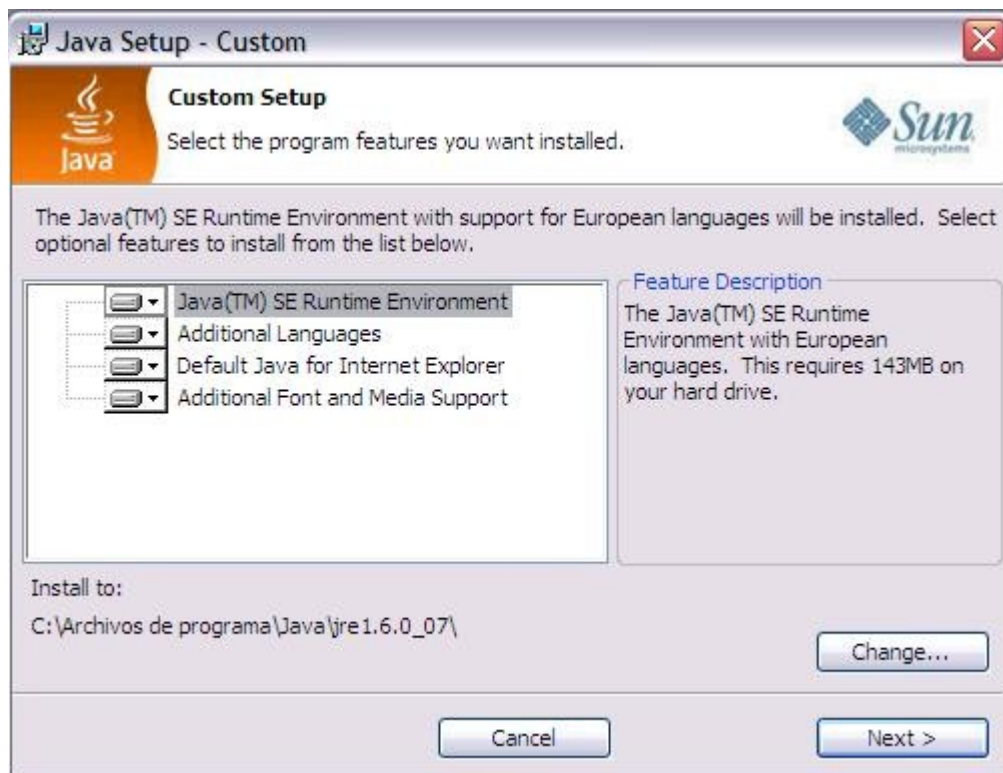 Java Setup - Custom
Java
Custom Setup
Select the program features you want installed.
Sun
microsystems
The Java(TM) SE Runtime Environment with support for European languages will be installed. Select
optional features to install from the list below.
Java(TM) SE Runtime Environment
Additional Languages
Default Java for Internet Explorer
Additional Font and Media Support
Feature Description
The Java(TM) SE Runtime
Environment with European
languages. This requires 143MB on
your hard drive.
Install to:
C:\Archivos de programa\Java\jre1.6.0_07\
Change...
Cancel
Next >